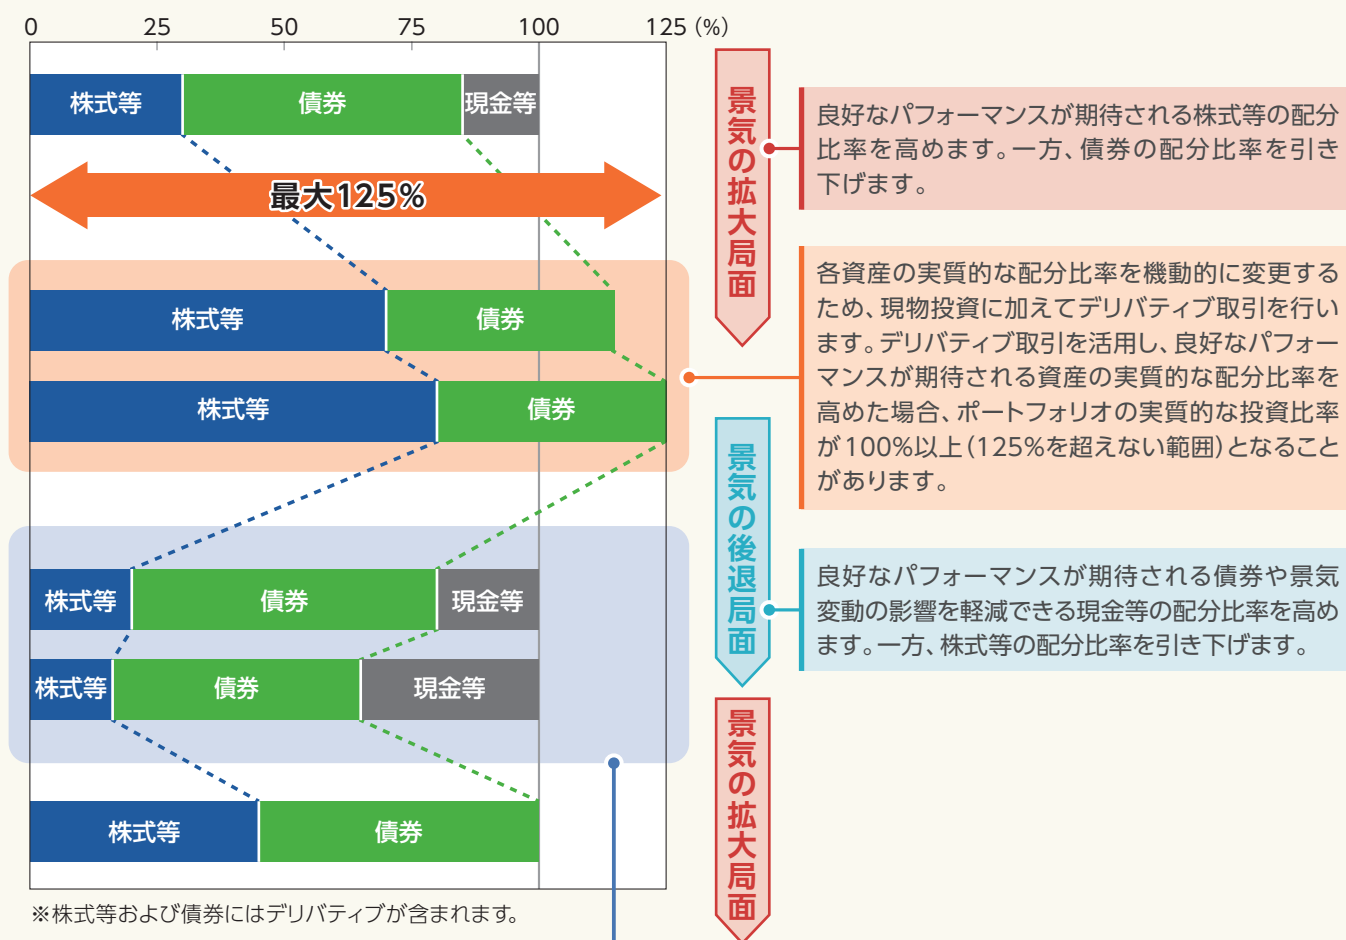 0 25 50 75 100 125 (%)
株式等 債券 現金等
最大125%
株式等 債券
株式等 債券
株式等 債券 現金等
株式等 債券 現金等
株式等 債券
※株式等および債券にはデリバティブが含まれます。
景気の拡大局面
良好なパフォーマンスが期待される株式等の配分
比率を高めます。一方、債券の配分比率を引き
下げます。
各資産の実質的な配分比率を機動的に変更する
ため、現物投資に加えてデリバティブ取引を行い
ます。デリバティブ取引を活用し、良好なパフォー
マンスが期待される資産の実質的な配分比率を
高めた場合、ポートフォリオの実質的な投資比率
が100%以上(125%を超えない範囲)となること
があります。
景気の後退局面
良好なパフォーマンスが期待される債券や景気
変動の影響を軽減できる現金等の配分比率を高め
ます。一方、株式等の配分比率を引き下げます。
景気の拡大局面